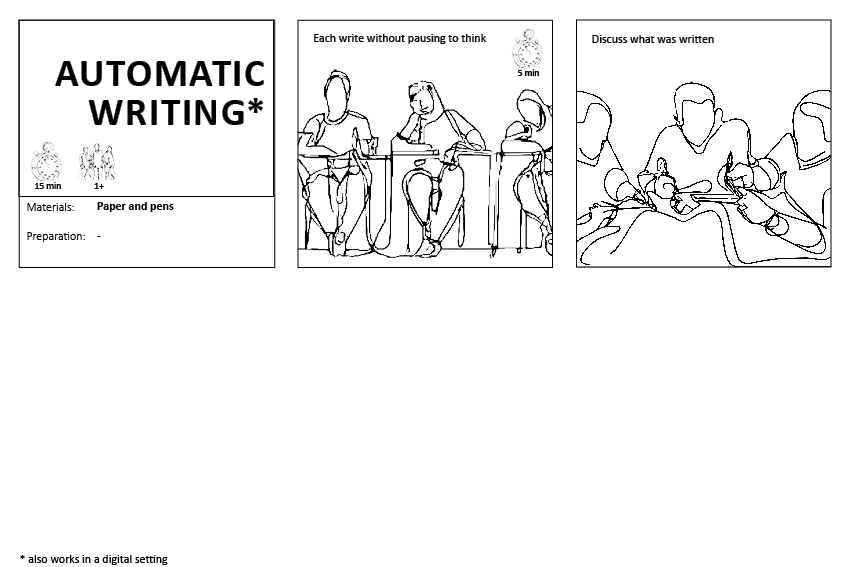 AUTOMATIC
WRITING*
15 min
1+
Materials: Paper and pens
Preparation: -
Each write without pausing to think
5 min
Discuss what was written
* also works in a digital setting